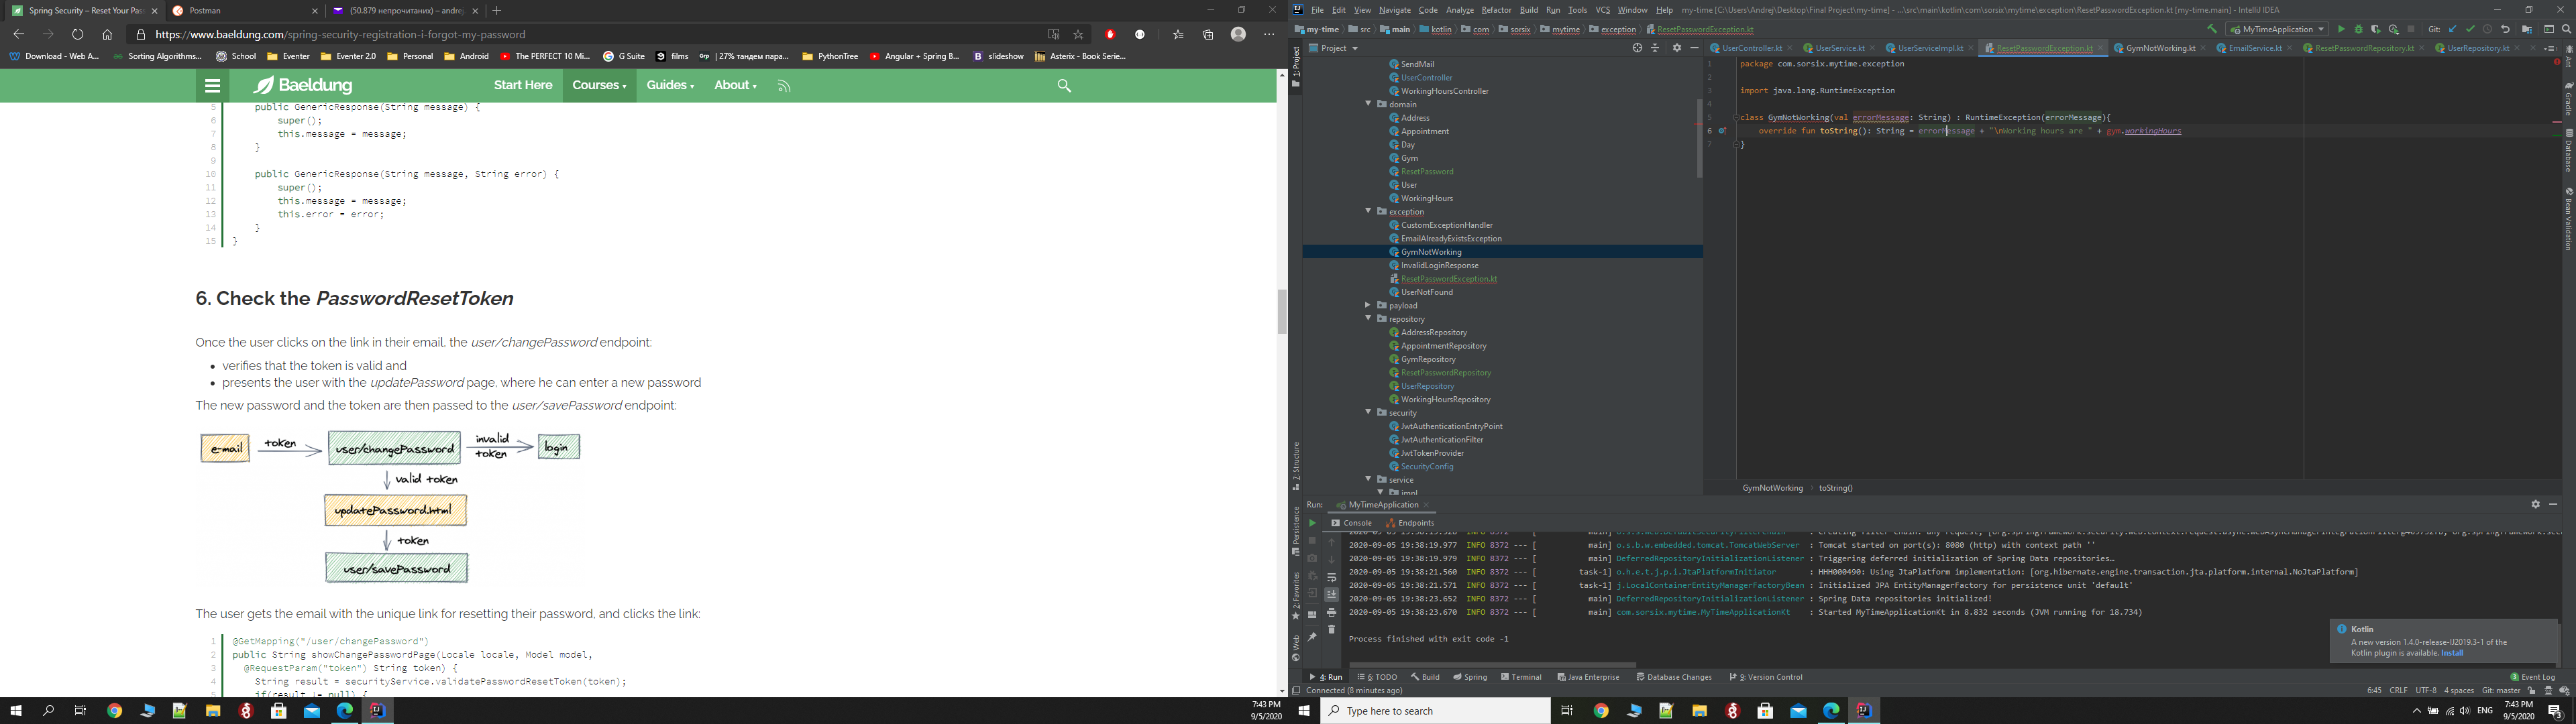 Spring Security – Reset Your Pas
Postman
(50.879 непрочитаних) – andre
https://www.baeldung.com/spring-security-registration-i-forgot-my-password
Download - Web A...
Sorting Algorithms...
School
Eventer
Eventer 2.0
Personal
Android
The PERFECT 10 Mi...
G Suite
films
Grp | 27% тандем пара...
PythonTree
Angular + Spring B...
slideshow
Asterix - Book Serie...
Baeldung
Start Here
Courses
Guides
About
5 public GenericResponse(String message) {
6 super();
7 this.message = message;
8 }
9
10 public GenericResponse(String message, String error) {
11 super();
12 this.message = message;
13 this.error = error;
14 }
15 }
6. Check the PasswordResetToken
Once the user clicks on the link in their email, the user/changePassword endpoint:
• verifies that the token is valid and
• presents the user with the updatePassword page, where he can enter a new password
The new password and the token are then passed to the user/savePassword endpoint:
e-mail token user/changePassword invalid token login
valid token
updatePassword.html
token
user/savePassword
The user gets the email with the unique link for resetting their password, and clicks the link:
1 @GetMapping("/user/changePassword")
2 public String showChangePasswordPage(Locale locale, Model model,
3 @RequestParam("token") String token) {
4 String result = securityService.validatePasswordResetToken(token);
5 if(result != null) {
7:43 PM
9/5/2020
File Edit View Navigate Code Analyze Refactor Build Run Tools VCS Window Help my-time [C:\Users\Andrej\Desktop\Final Project\my-time] - ...\src\main\kotlin\com\sorsix\mytime\exception\ResetPasswordException.kt [my-time.main] - IntelliJ IDEA
my-time src main kotlin com sorsix mytime exception ResetPasswordException.kt
MyTimeApplication
Git:
Project
UserController.kt
UserService.kt
UserServiceImpl.kt
ResetPasswordException.kt
GymNotWorking.kt
EmailService.kt
ResetPasswordRepository.kt
UserRepository.kt
SendMail
UserController
WorkingHoursController
domain
Address
Appointment
Day
Gym
ResetPassword
User
WorkingHours
exception
CustomExceptionHandler
EmailAlreadyExistsException
GymNotWorking
InvalidLoginResponse
ResetPasswordException.kt
UserNotFound
payload
repository
AddressRepository
AppointmentRepository
GymRepository
ResetPasswordRepository
UserRepository
WorkingHoursRepository
security
JwtAuthenticationEntryPoint
JwtAuthenticationFilter
JwtTokenProvider
SecurityConfig
service
impl
1: Project
7: Structure
Persistence
2: Favorites
Web
1 package com.sorsix.mytime.exception
2
3 import java.lang.RuntimeException
4
5 class GymNotWorking(val errorMessage: String) : RuntimeException(errorMessage){
6 override fun toString(): String = errorMessage + "\nWorking hours are " + gym.workingHours
7 }
GymNotWorking toString()
Ant
Gradle
Database
Bean Validation
Run: MyTimeApplication
Console Endpoints
2020-09-05 19:38:19.977 INFO 8372 --- [ main] o.s.b.w.embedded.tomcat.TomcatWebServer : Tomcat started on port(s): 8080 (http) with context path ''
2020-09-05 19:38:19.979 INFO 8372 --- [ main] DeferredRepositoryInitializationListener : Triggering deferred initialization of Spring Data repositories…
2020-09-05 19:38:21.560 INFO 8372 --- [ task-1] o.h.e.t.j.p.i.JtaPlatformInitiator : HHH000490: Using JtaPlatform implementation: [org.hibernate.engine.transaction.jta.platform.internal.NoJtaPlatform]
2020-09-05 19:38:21.571 INFO 8372 --- [ task-1] j.LocalContainerEntityManagerFactoryBean : Initialized JPA EntityManagerFactory for persistence unit 'default'
2020-09-05 19:38:23.652 INFO 8372 --- [ main] DeferredRepositoryInitializationListener : Spring Data repositories initialized!
2020-09-05 19:38:23.670 INFO 8372 --- [ main] com.sorsix.mytime.MyTimeApplicationKt : Started MyTimeApplicationKt in 8.832 seconds (JVM running for 18.734)
Process finished with exit code -1
Kotlin
A new version 1.4.0-release-IJ2019.3-1 of the
Kotlin plugin is available. Install
4: Run 6: TODO Build Spring Terminal Java Enterprise Database Changes 9: Version Control
3 Event Log
Connected (8 minutes ago)
6:45 CRLF UTF-8 4 spaces Git: master
Type here to search
ENG
7:43 PM
9/5/2020